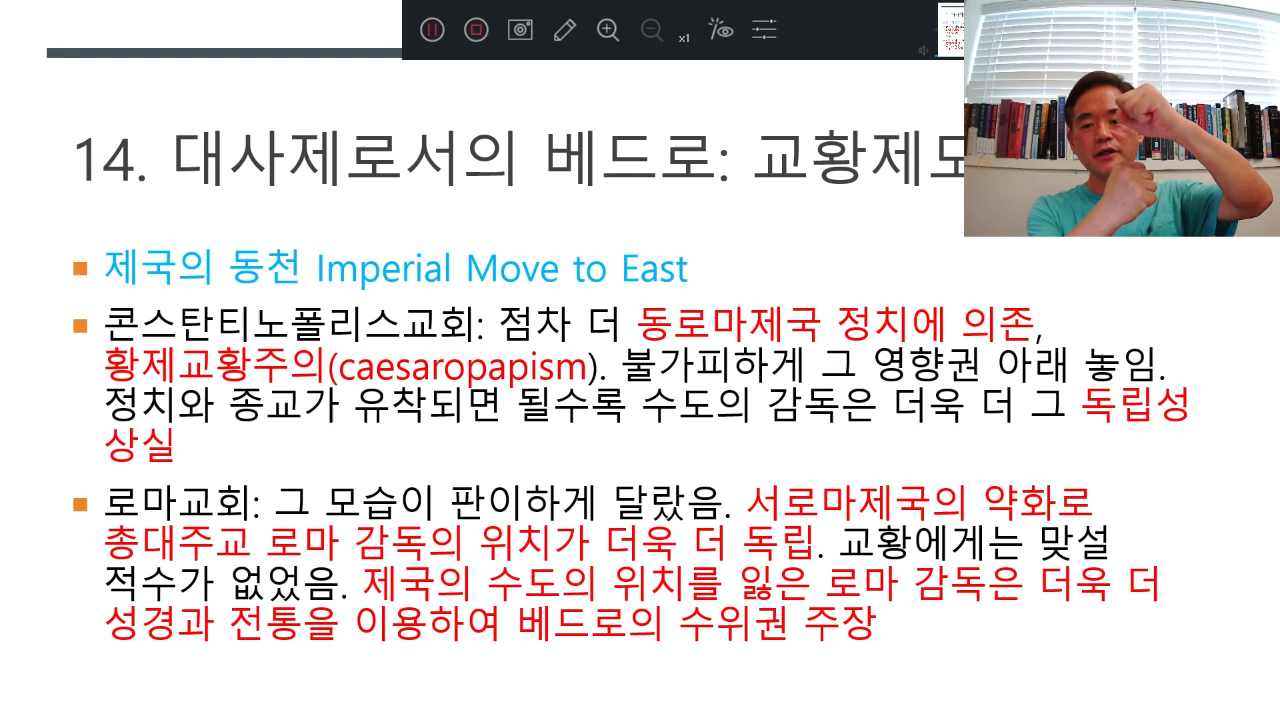 x1
14. 대사제로서의 베드로: 교황제도
제국의 동천 Imperial Move to East
콘스탄티노폴리스교회: 점차 더 동로마제국 정치에 의존,
황제교황주의(caesaropapism). 불가피하게 그 영향권 아래 놓임.
정치와 종교가 유착되면 될수록 수도의 감독은 더욱 더 그 독립성
상실
로마교회: 그 모습이 판이하게 달랐음. 서로마제국의 약화로
총대주교 로마 감독의 위치가 더욱 더 독립. 교황에게는 맞설
적수가 없었음. 제국의 수도의 위치를 잃은 로마 감독은 더욱 더
성경과 전통을 이용하여 베드로의 수위권 주장